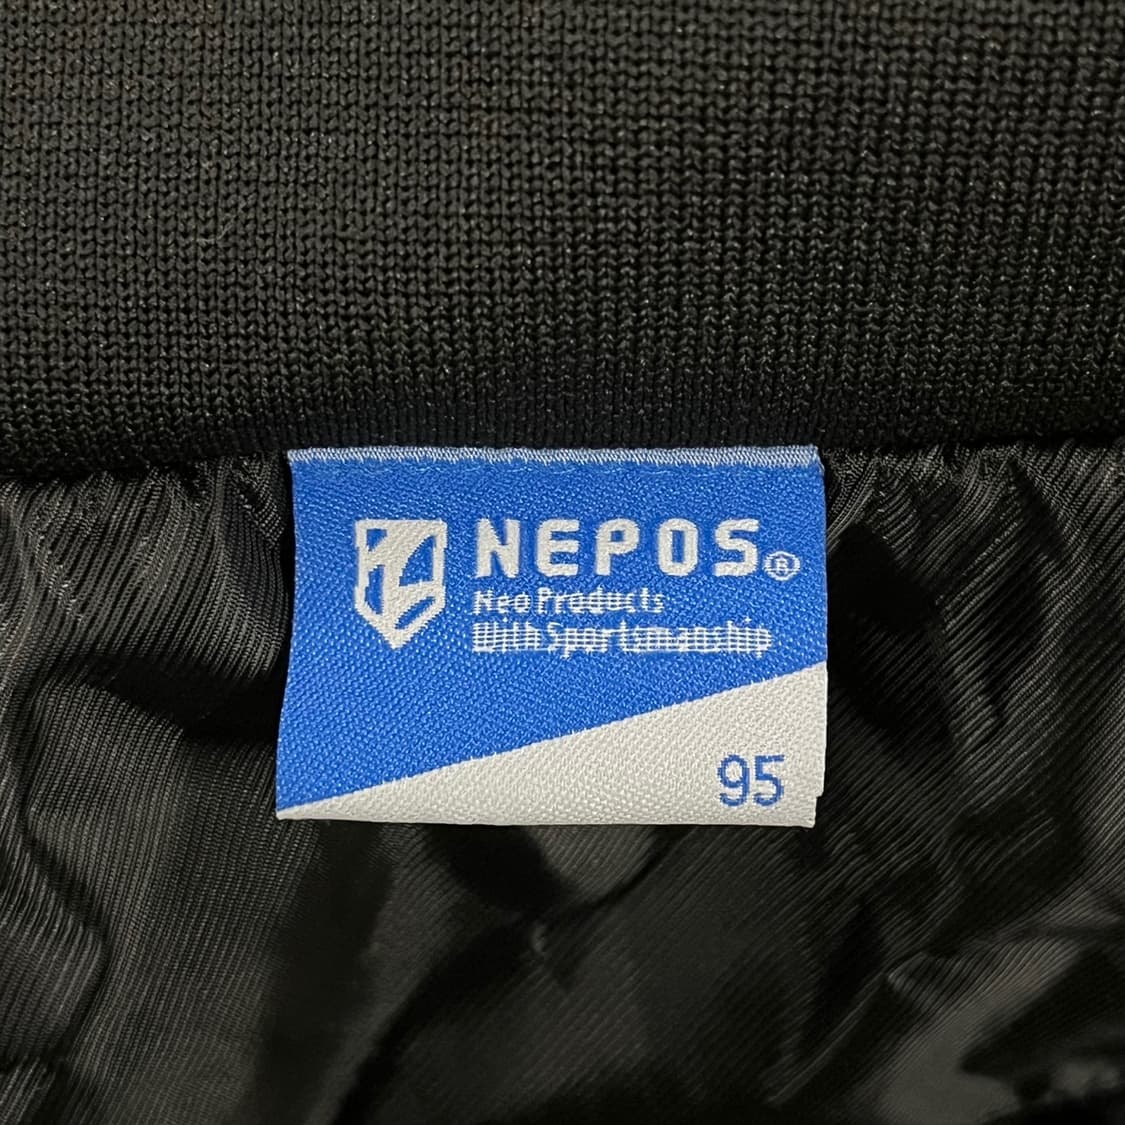 NEPOS®
Neo Products
With Sportsmanship
95